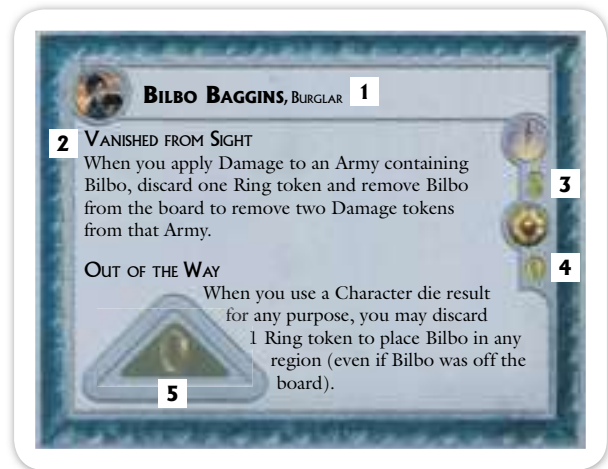 BILBO BAGGINS, BURGLAR 1
2 VANISHED FROM SIGHT
When you apply Damage to an Army containing
Bilbo, discard one Ring token and remove Bilbo
from the board to remove two Damage tokens
from that Army.
3
4
OUT OF THE WAY
When you use a Character die result
for any purpose, you may discard
1 Ring token to place Bilbo in any
region (even if Bilbo was off the
board).
5